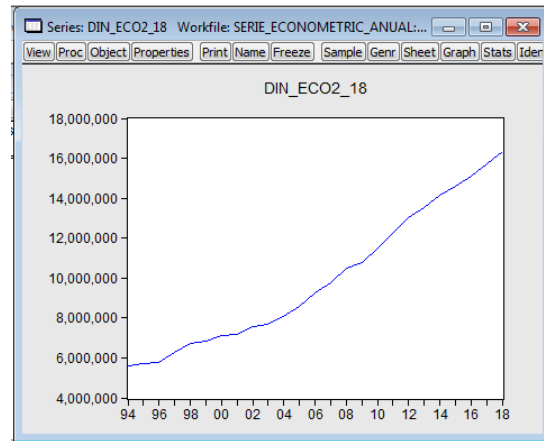 Series: DIN_ECO2_18 Workfile: SERIE_ECONOMETRIC_ANUAL:...
View Proc Object Properties Print Name Freeze Sample Genr Sheet Graph Stats Iden
DIN_ECO2_18
18,000,000
16,000,000
14,000,000
12,000,000
10,000,000
8,000,000
6,000,000
4,000,000
94 96 98 00 02 04 06 08 10 12 14 16 18